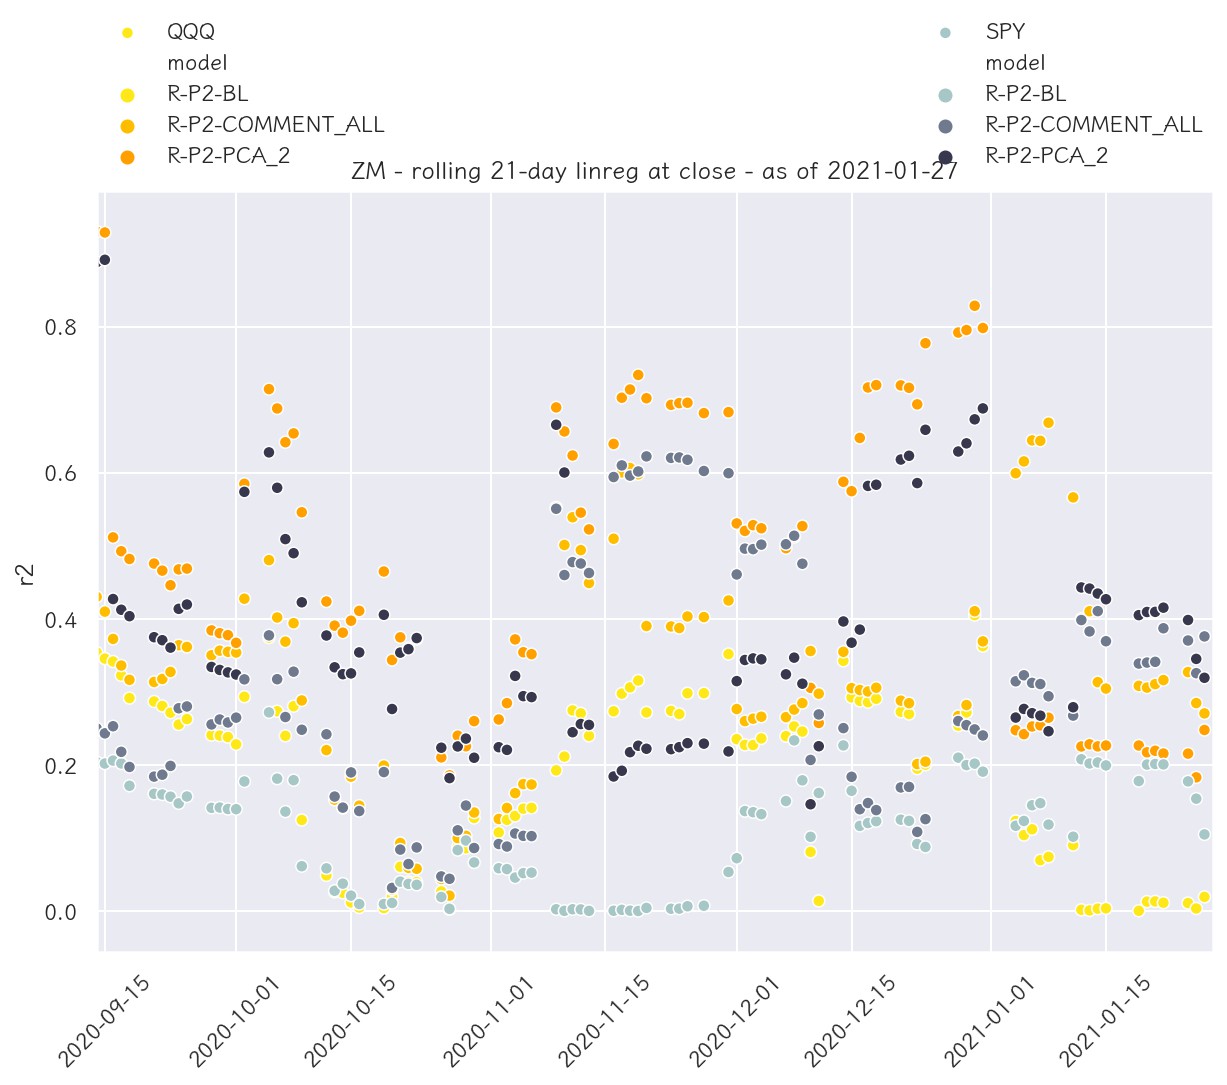 QQQ
model
R-P2-BL
R-P2-COMMENT_ALL
R-P2-PCA_2
SPY
model
R-P2-BL
R-P2-COMMENT_ALL
R-P2-PCA_2
ZM - rolling 21-day linreg at close - as of 2021-01-27
r2
0.8
0.6
0.4
0.2
0.0
2020-09-15
2020-10-01
2020-10-15
2020-11-01
2020-11-15
2020-12-01
2020-12-15
2021-01-01
2021-01-15